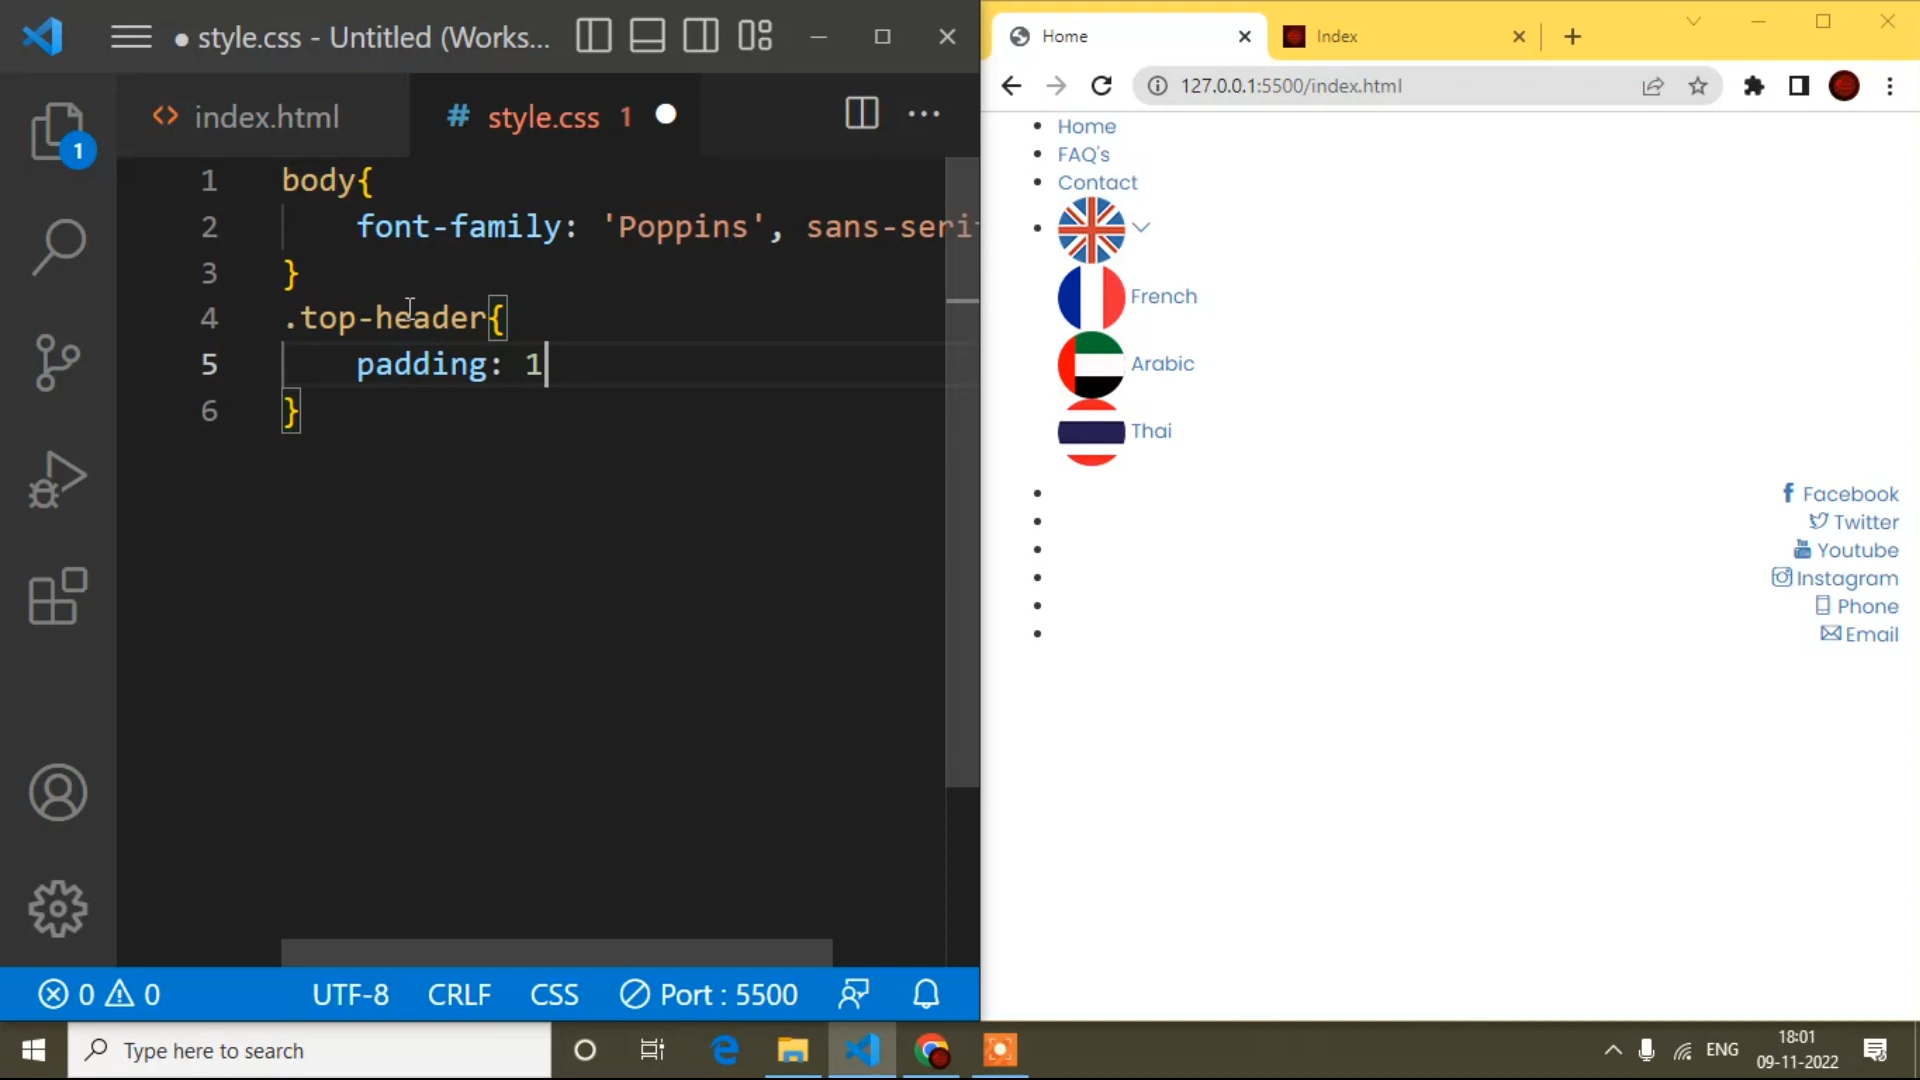 ● style.css - Untitled (Works...
index.html
# style.css 1
1
1 body{
2 font-family: 'Poppins', sans-seri
3 }
4 .top-header{
5 padding: 1
6 }
0 0 UTF-8 CRLF CSS Port : 5500
Home
Index
127.0.0.1:5500/index.html
Home
FAQ's
Contact
French
Arabic
Thai
Facebook
Twitter
Youtube
Instagram
Phone
Email
Type here to search
ENG
18:01
09-11-2022